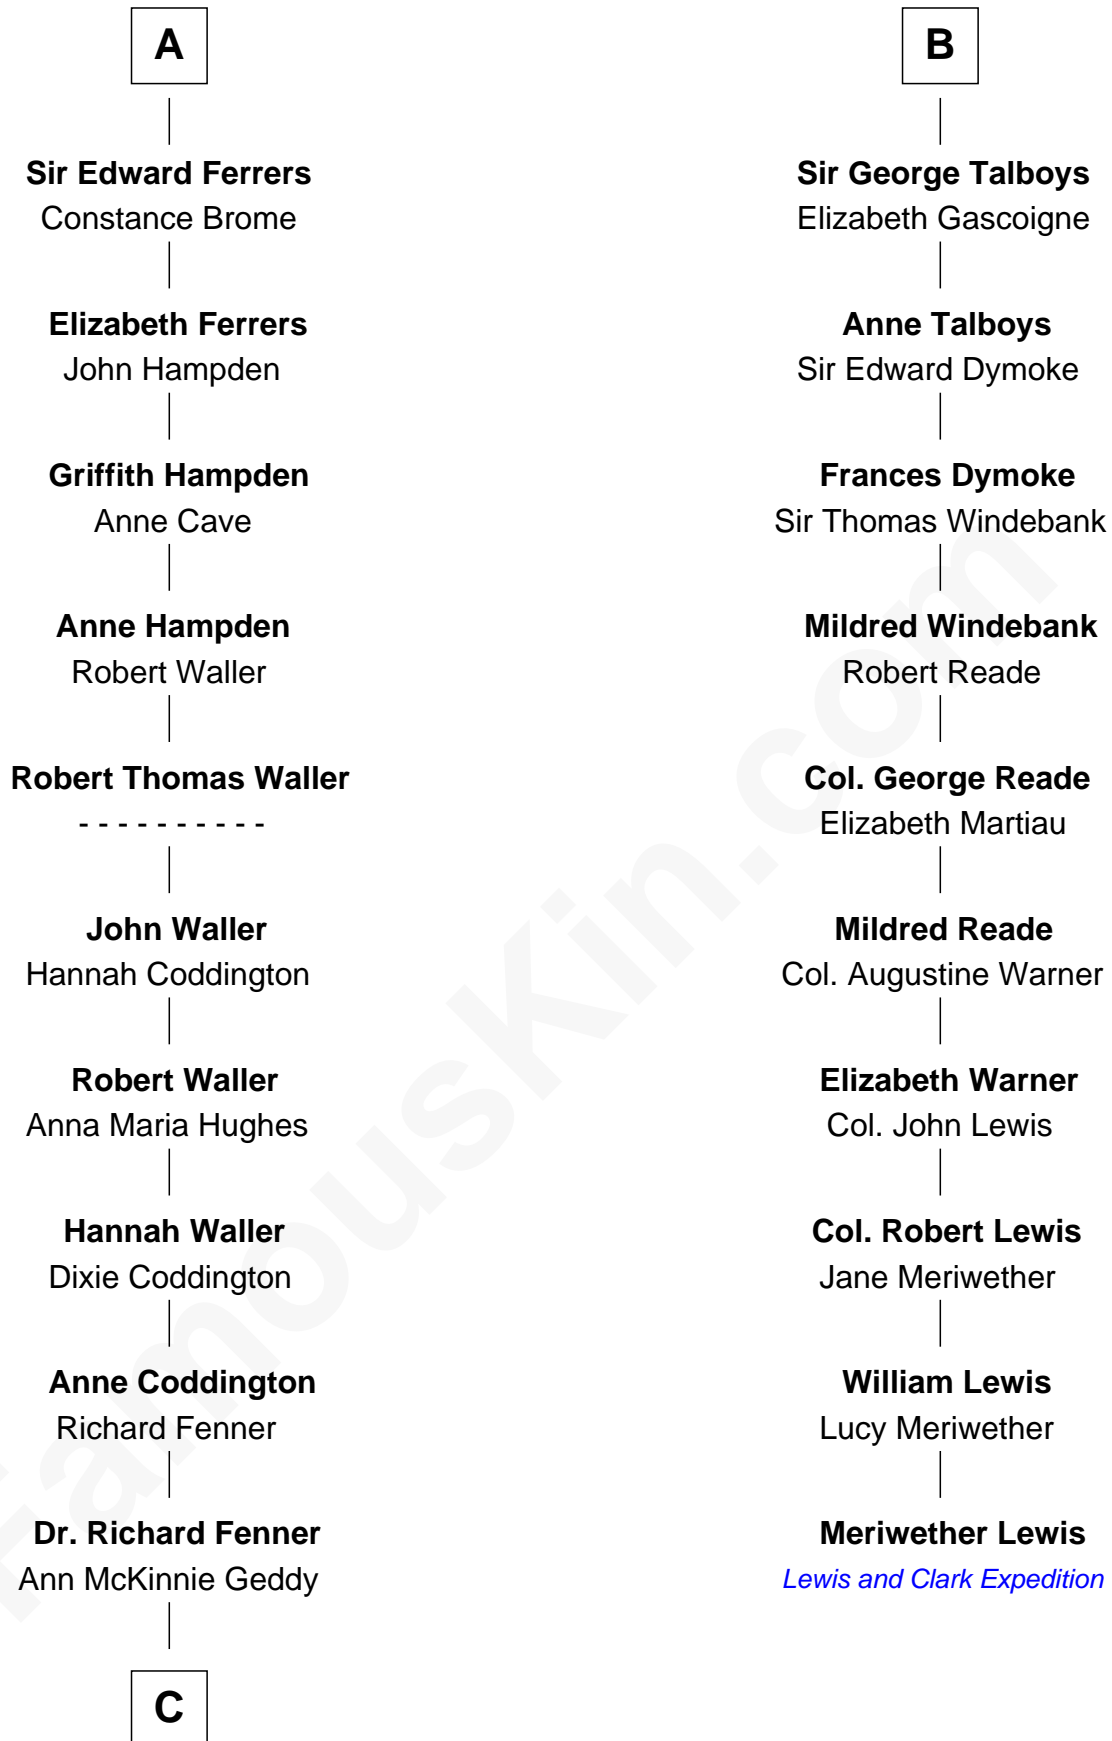 A
Sir Edward Ferrers
Constance Brome
Elizabeth Ferrers
John Hampden
Griffith Hampden
Anne Cave
Anne Hampden
Robert Waller
Robert Thomas Waller
- - - - - - - - - -
John Waller
Hannah Coddington
Robert Waller
Anna Maria Hughes
Hannah Waller
Dixie Coddington
Anne Coddington
Richard Fenner
Dr. Richard Fenner
Ann McKinnie Geddy
C
B
Sir George Talboys
Elizabeth Gascoigne
Anne Talboys
Sir Edward Dymoke
Frances Dymoke
Sir Thomas Windebank
Mildred Windebank
Robert Reade
Col. George Reade
Elizabeth Martiau
Mildred Reade
Col. Augustine Warner
Elizabeth Warner
Col. John Lewis
Col. Robert Lewis
Jane Meriwether
William Lewis
Lucy Meriwether
Meriwether Lewis
Lewis and Clark Expedition
FamousKin.com